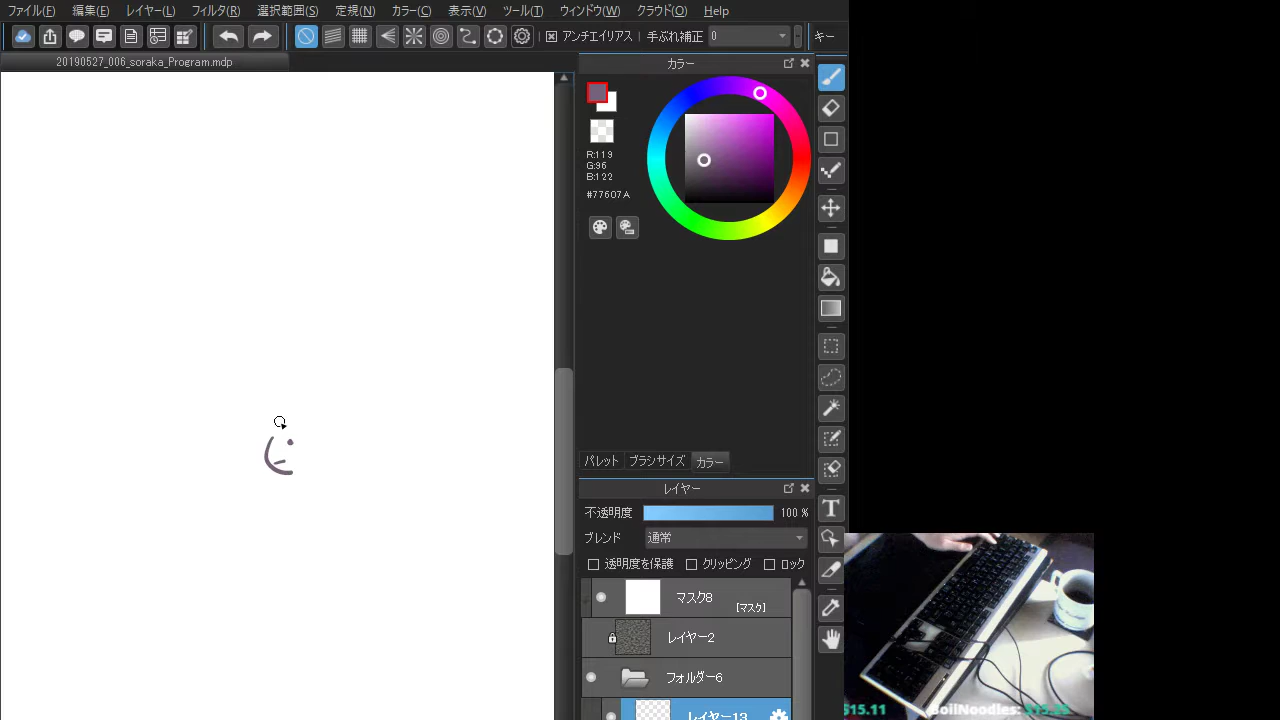 ファイル(F) 編集(E) レイヤー(L) フィルタ(R) 選択範囲(S) 定規(N) カラー(C) 表示(V) ツール(T) ウィンドウ(W) クラウド(O) Help
アンチエイリアス 手ぶれ補正 0 キー
20190527_006_soraka_Program.mdp
カラー
R:119
G:96
B:122
#77607A
パレット ブラシサイズ カラー
レイヤー
不透明度 100 %
ブレンド 通常
透明度を保護 クリッピング ロック
マスク8
[マスク]
レイヤー2
フォルダー6
レイヤー13
$15.11 BoilNoodles: